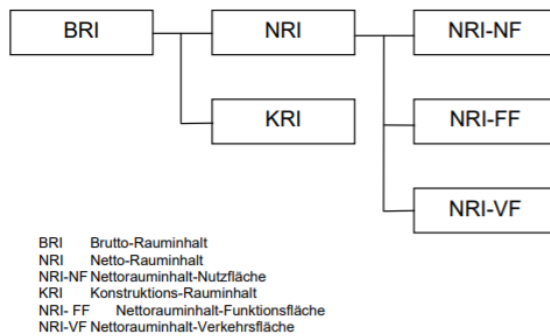 BRI NRI NRI-NF
KRI NRI-FF
NRI-VF
BRI Brutto-Rauminhalt
NRI Netto-Rauminhalt
NRI-NF Nettorauminhalt-Nutzfläche
KRI Konstruktions-Rauminhalt
NRI- FF Nettorauminhalt-Funktionsfläche
NRI-VF Nettorauminhalt-Verkehrsfläche